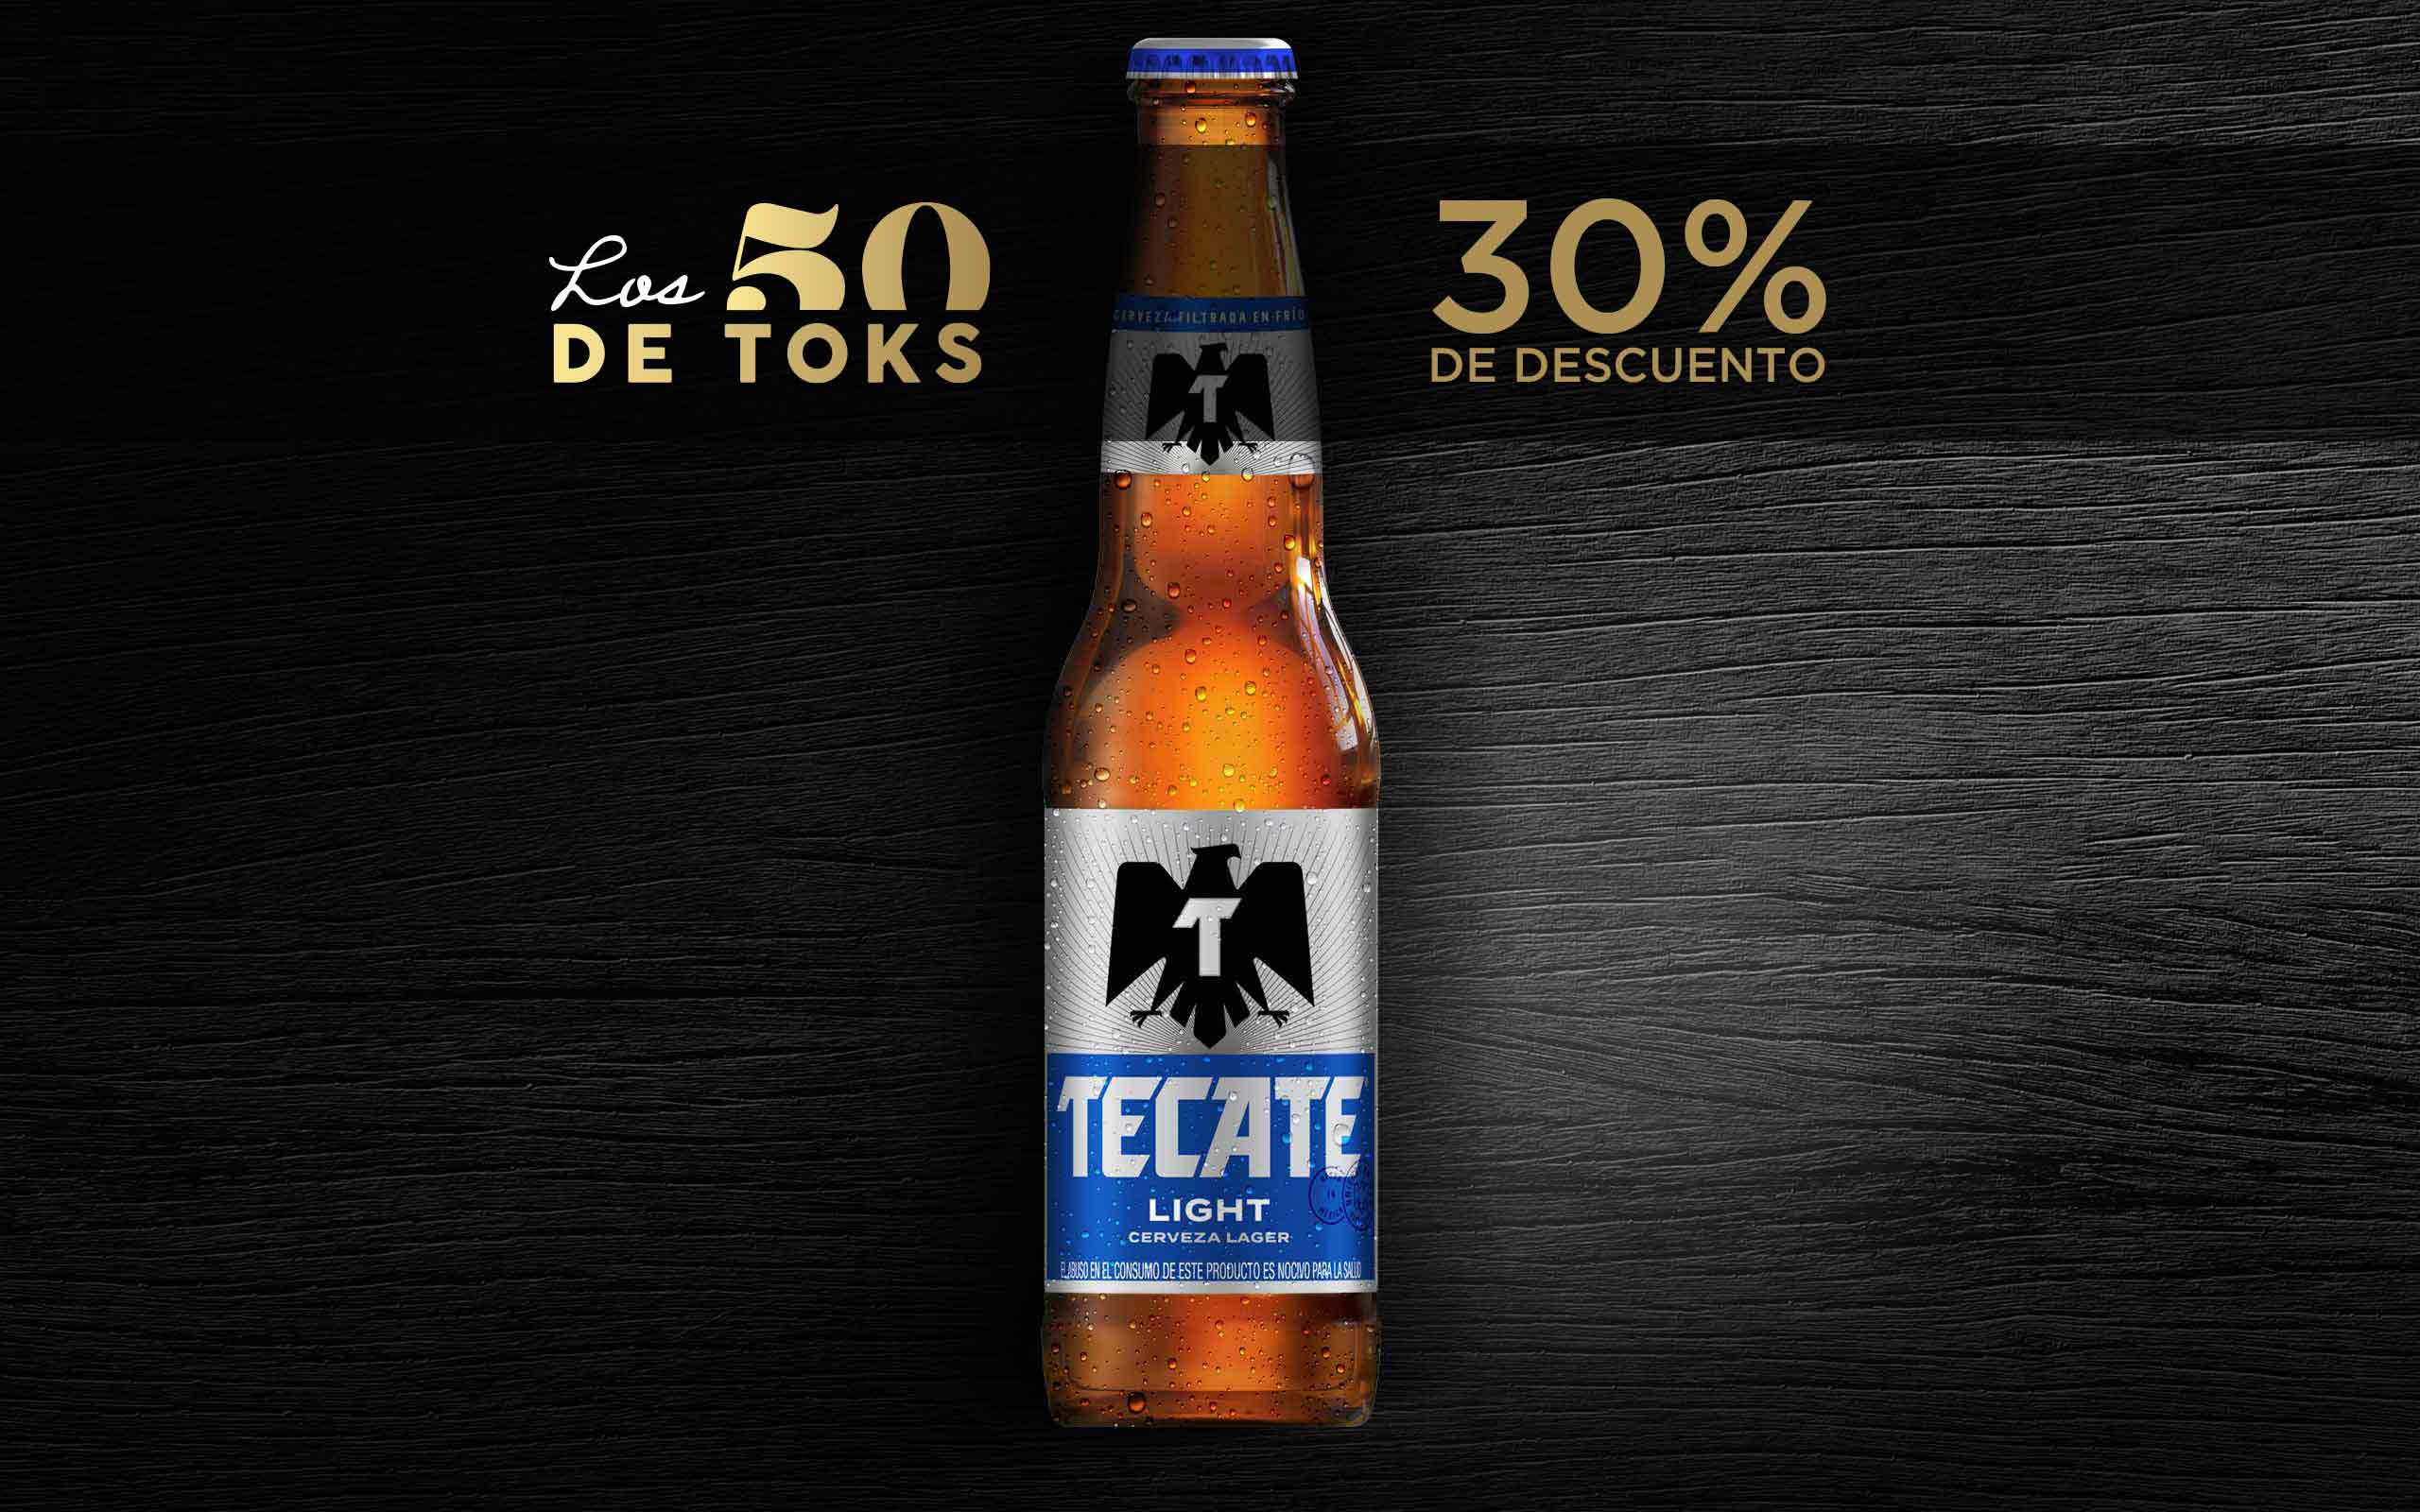 Los 50
DE TOKS
30%
DE DESCUENTO
CERVEZA FILTRADA EN FRÍO
T
T
TECATE
LIGHT
CERVEZA LAGER
EL ABUSO EN EL CONSUMO DE ESTE PRODUCTO ES NOCIVO PARA LA SALUD